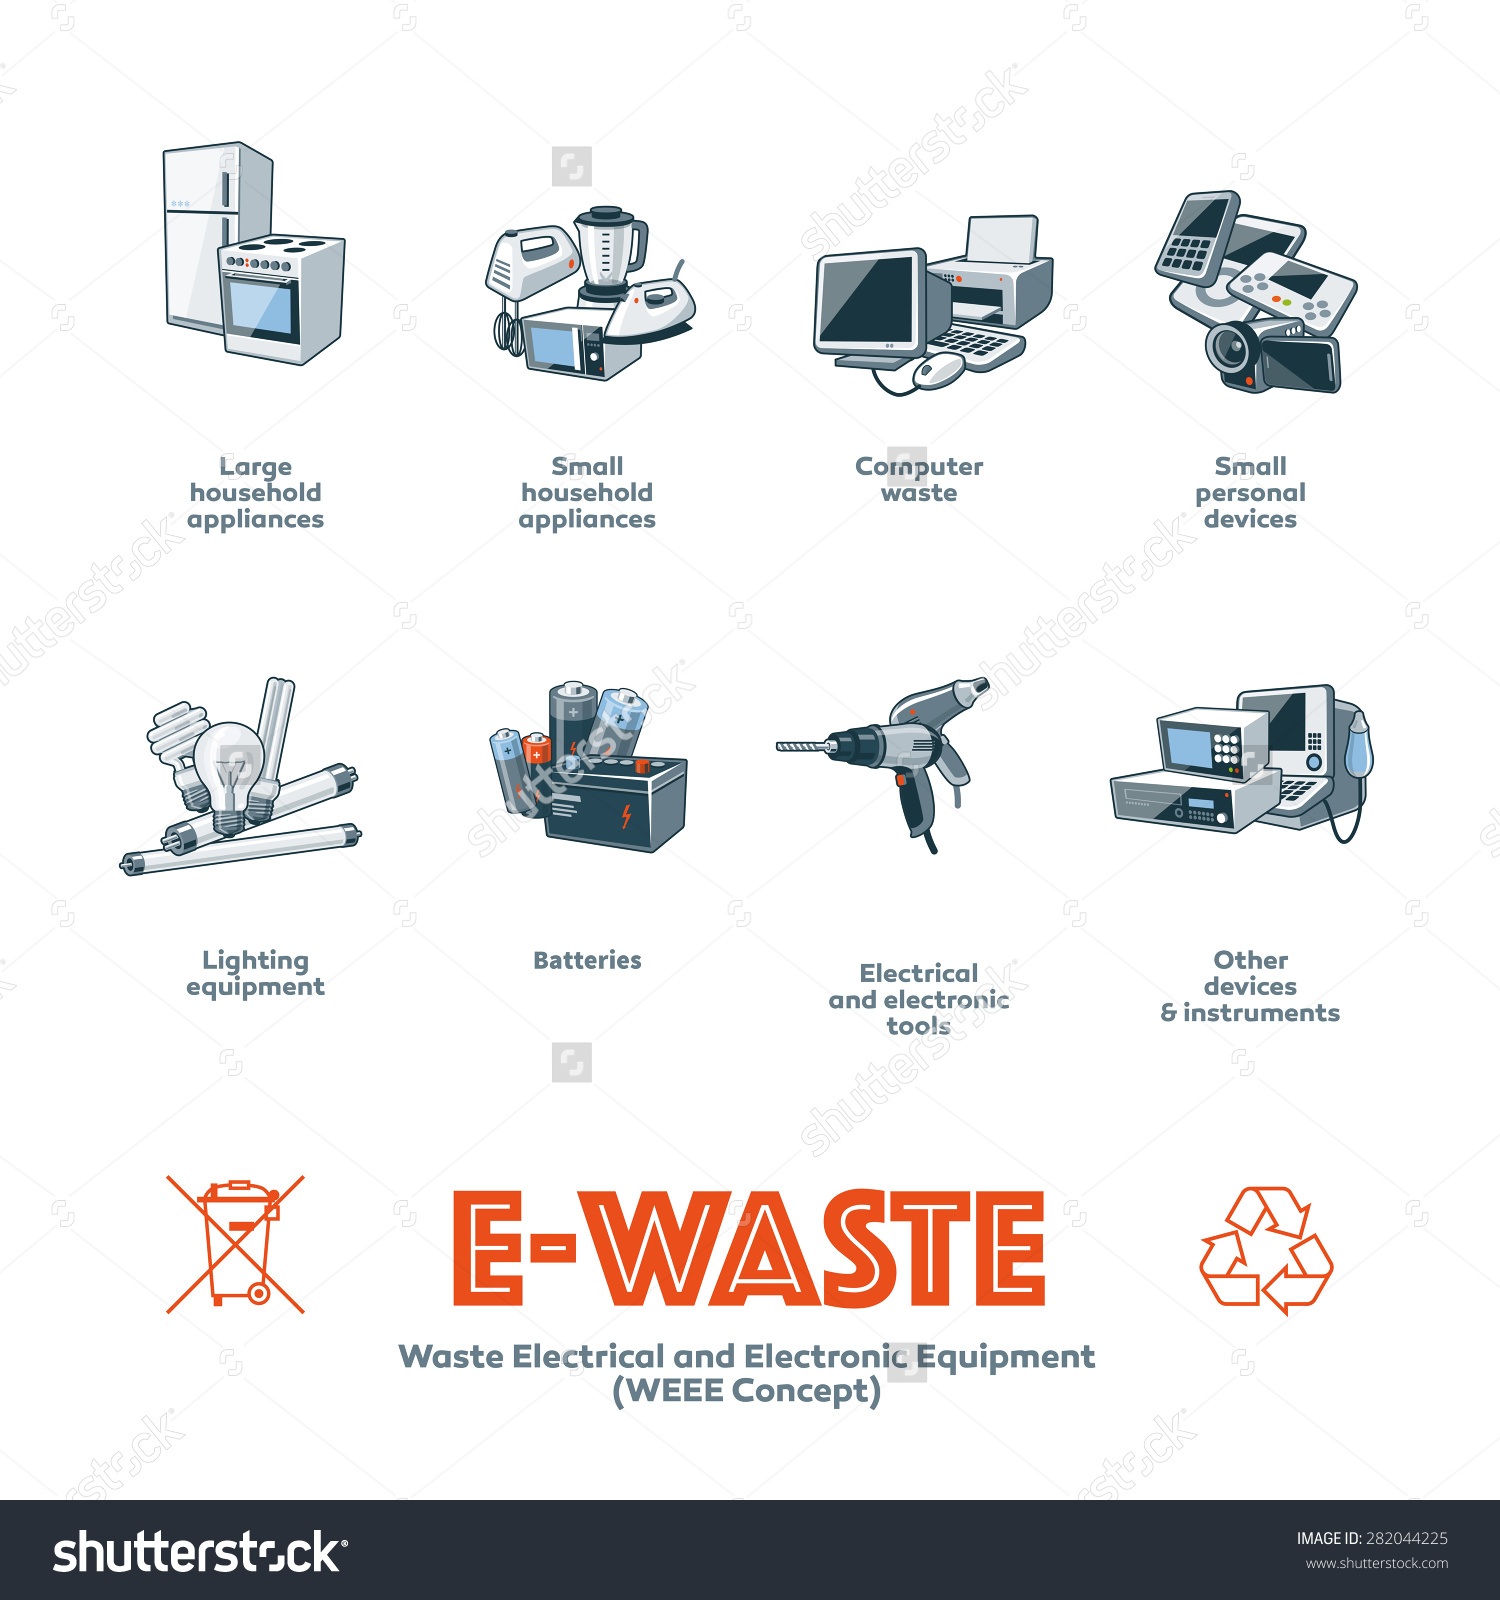 Large
household
appliances
Small
household
appliances
Computer
waste
Small
personal
devices
Lighting
equipment
Batteries
Electrical
and electronic
tools
Other
devices
& instruments
E-WASTE
Waste Electrical and Electronic Equipment
(WEEE Concept)
shutterstock
IMAGE ID: 282044225
www.shutterstock.com